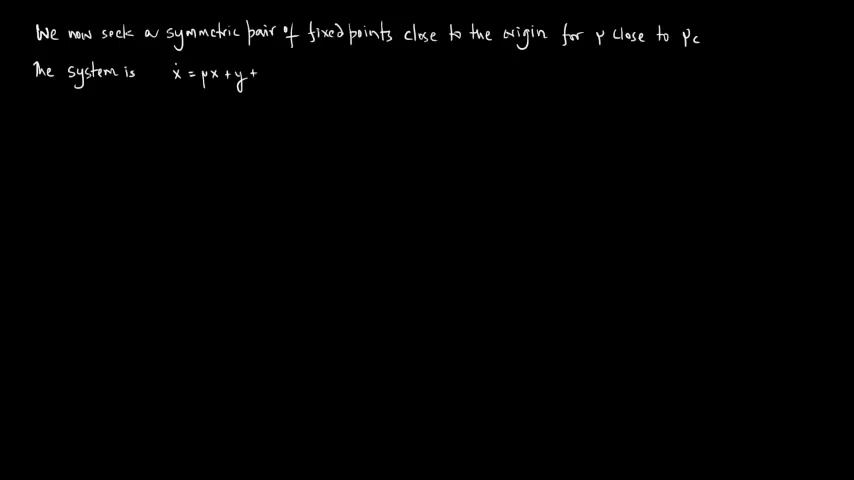 We now seek a symmetric pair of fixed points close to the origin for μ close to μc
The system is ẋ = μx + y +